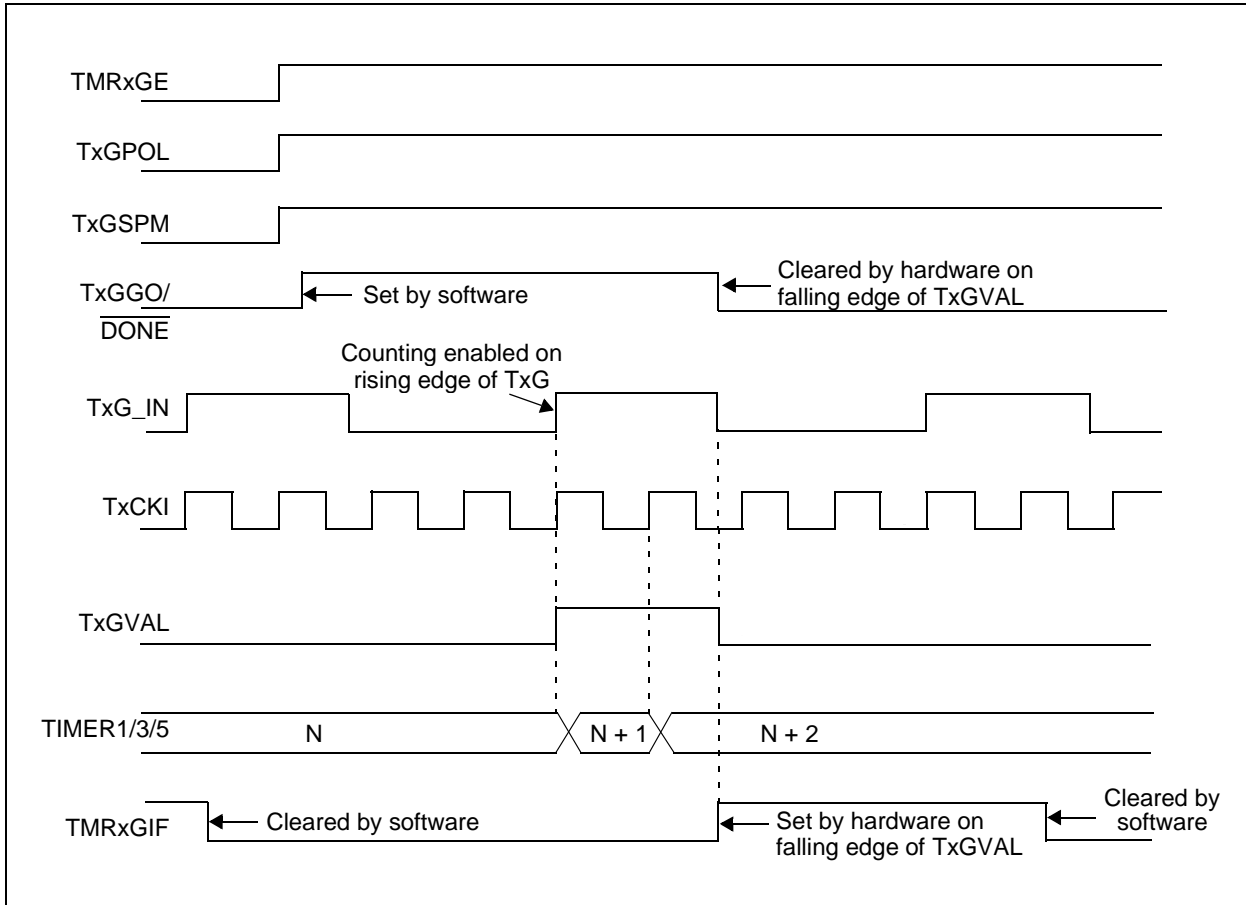 TMRxGE
TxGPOL
TxGSPM
TxGGO/
DONE
Set by software
Cleared by hardware on
falling edge of TxGVAL
Counting enabled on
rising edge of TxG
TxG_IN
TxCKI
TxGVAL
TIMER1/3/5
N
N + 1
N + 2
TMRxGIF
Cleared by software
Set by hardware on
falling edge of TxGVAL
Cleared by
software